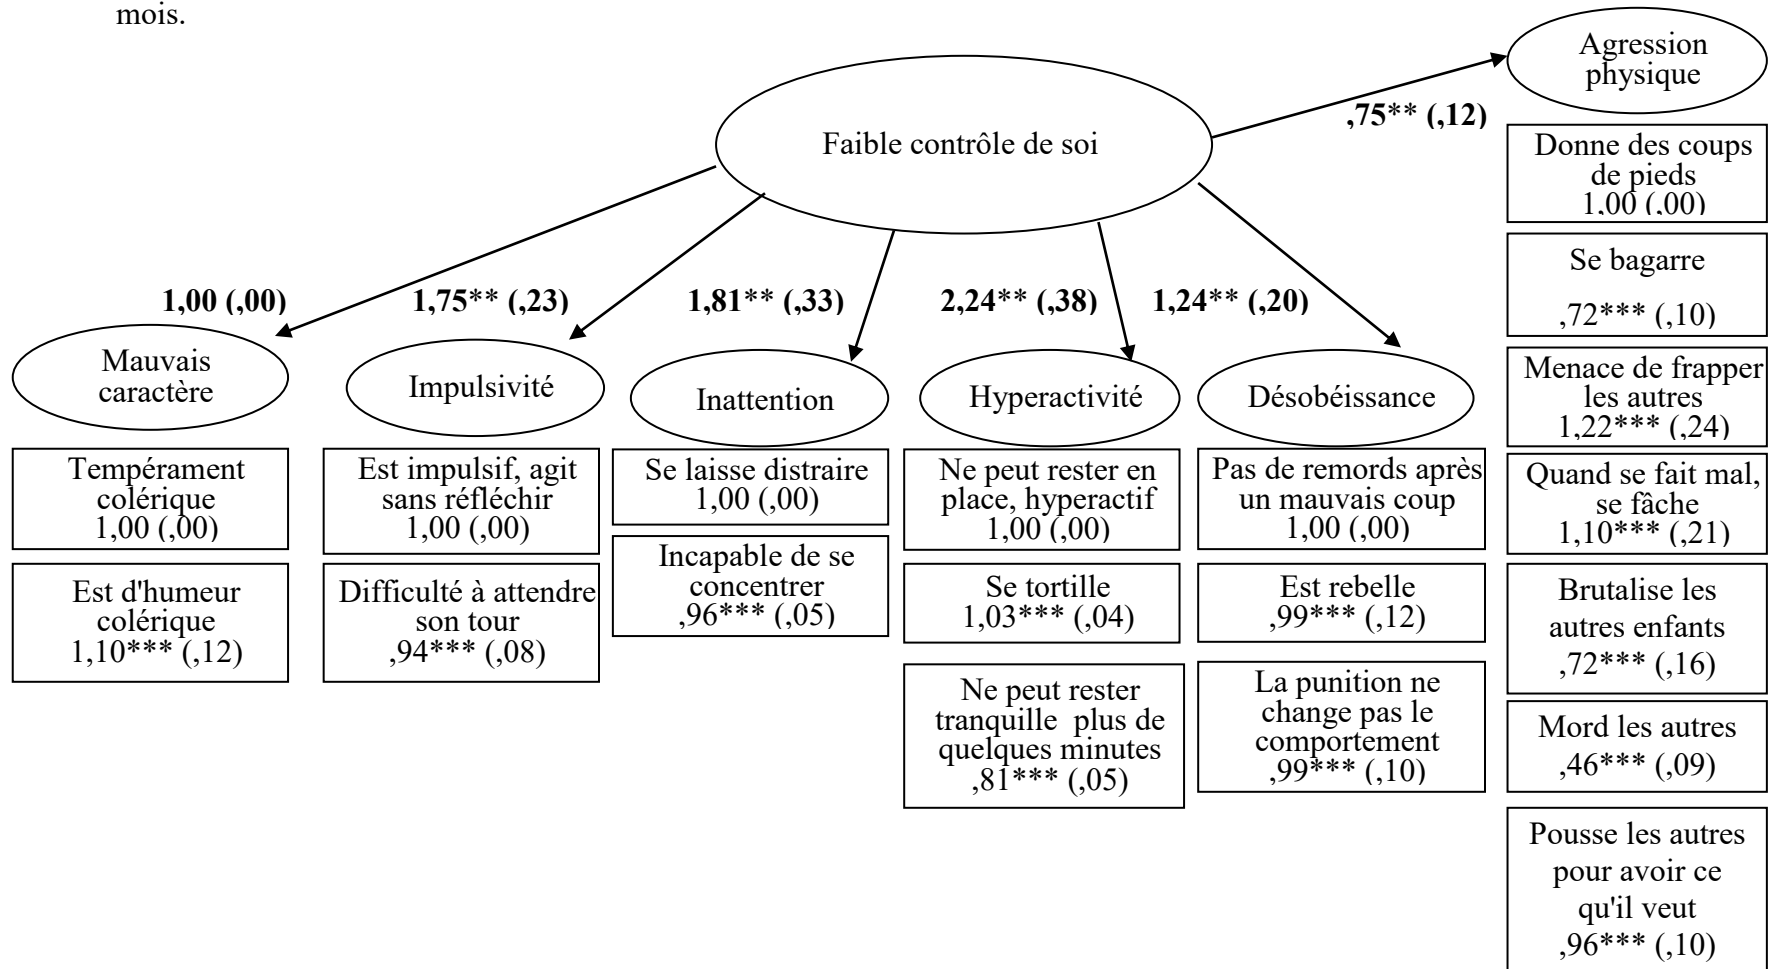 mois.
Agression
physique
Faible contrôle de soi
,75** (,12)
1,00 (,00)
1,75** (,23)
1,81** (,33)
2,24** (,38)
1,24** (,20)
Mauvais
caractère
Impulsivité
Inattention
Hyperactivité
Désobéissance
Tempérament
colérique
1,00 (,00)
Est d'humeur
colérique
1,10*** (,12)
Est impulsif, agit
sans réfléchir
1,00 (,00)
Difficulté à attendre
son tour
,94*** (,08)
Se laisse distraire
1,00 (,00)
Incapable de se
concentrer
,96*** (,05)
Ne peut rester en
place, hyperactif
1,00 (,00)
Se tortille
1,03*** (,04)
Ne peut rester
tranquille plus de
quelques minutes
,81*** (,05)
Pas de remords après
un mauvais coup
1,00 (,00)
Est rebelle
,99*** (,12)
La punition ne
change pas le
comportement
,99*** (,10)
Donne des coups
de pieds
1,00 (,00)
Se bagarre
,72*** (,10)
Menace de frapper
les autres
1,22*** (,24)
Quand se fait mal,
se fâche
1,10*** (,21)
Brutalise les
autres enfants
,72*** (,16)
Mord les autres
,46*** (,09)
Pousse les autres
pour avoir ce
qu'il veut
,96*** (,10)